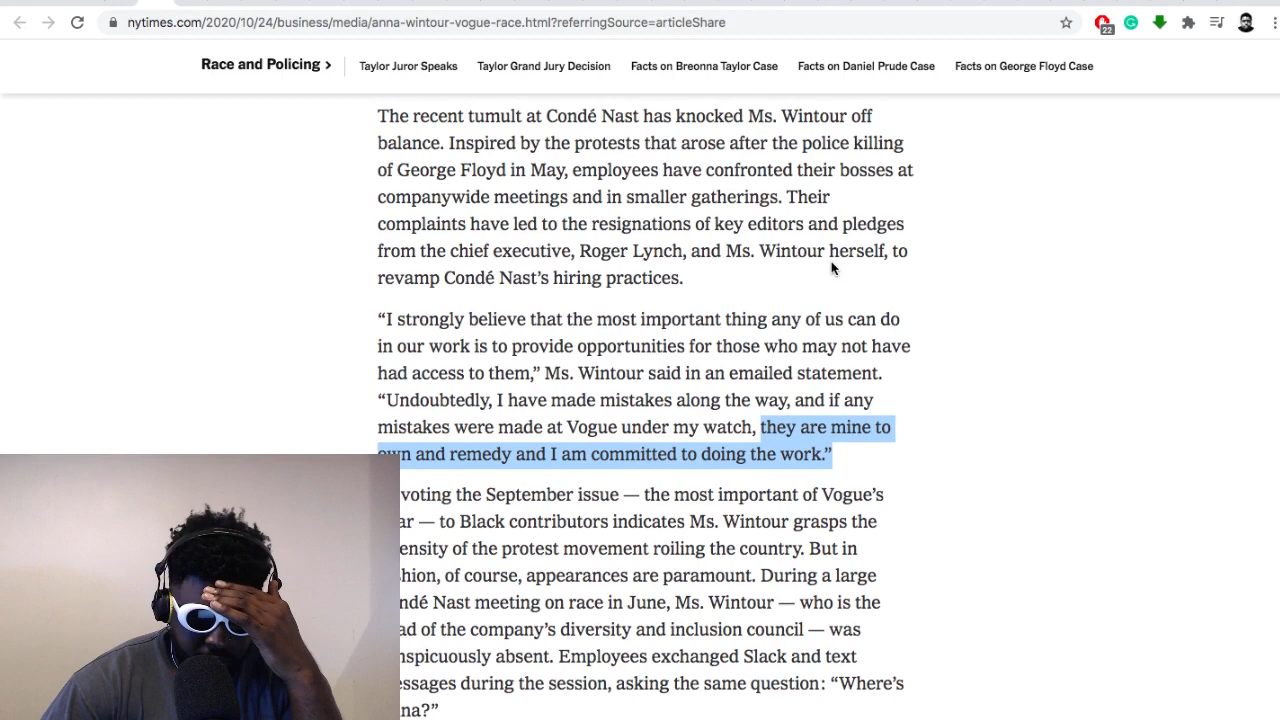 nytimes.com/2020/10/24/business/media/anna-wintour-vogue-race.html?referringSource=articleShare
22
Race and Policing >
Taylor Juror Speaks
Taylor Grand Jury Decision
Facts on Breonna Taylor Case
Facts on Daniel Prude Case
Facts on George Floyd Case
The recent tumult at Condé Nast has knocked Ms. Wintour off
balance. Inspired by the protests that arose after the police killing
of George Floyd in May, employees have confronted their bosses at
companywide meetings and in smaller gatherings. Their
complaints have led to the resignations of key editors and pledges
from the chief executive, Roger Lynch, and Ms. Wintour herself, to
revamp Condé Nast’s hiring practices.
“I strongly believe that the most important thing any of us can do
in our work is to provide opportunities for those who may not have
had access to them,” Ms. Wintour said in an emailed statement.
“Undoubtedly, I have made mistakes along the way, and if any
mistakes were made at Vogue under my watch, they are mine to
own and remedy and I am committed to doing the work.”
voting the September issue — the most important of Vogue’s
ar — to Black contributors indicates Ms. Wintour grasps the
ensity of the protest movement roiling the country. But in
hion, of course, appearances are paramount. During a large
ndé Nast meeting on race in June, Ms. Wintour — who is the
ad of the company’s diversity and inclusion council — was
nspicuously absent. Employees exchanged Slack and text
essages during the session, asking the same question: “Where’s
na?”